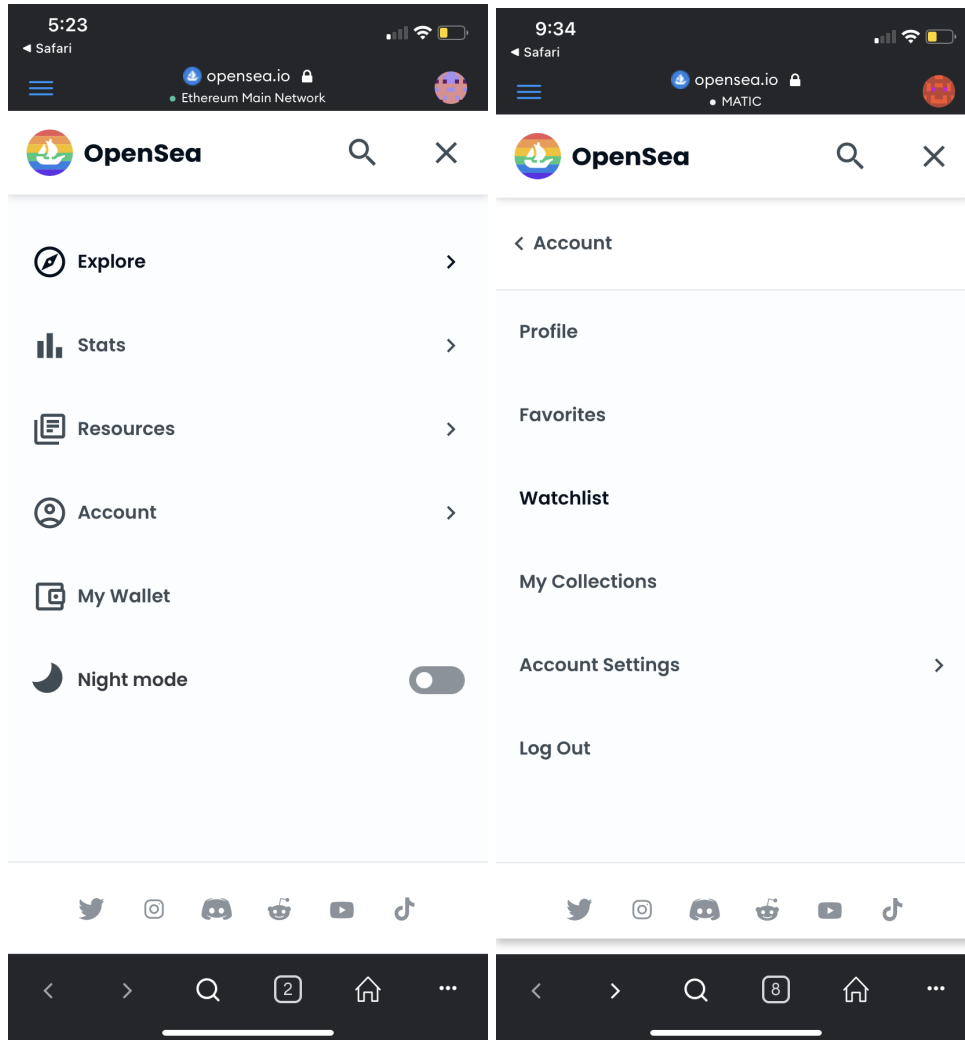 5:23
◄ Safari
opensea.io
• Ethereum Main Network
OpenSea
Explore
Stats
Resources
Account
My Wallet
Night mode
2
9:34
◄ Safari
opensea.io
• MATIC
OpenSea
Account
Profile
Favorites
Watchlist
My Collections
Account Settings
Log Out
8